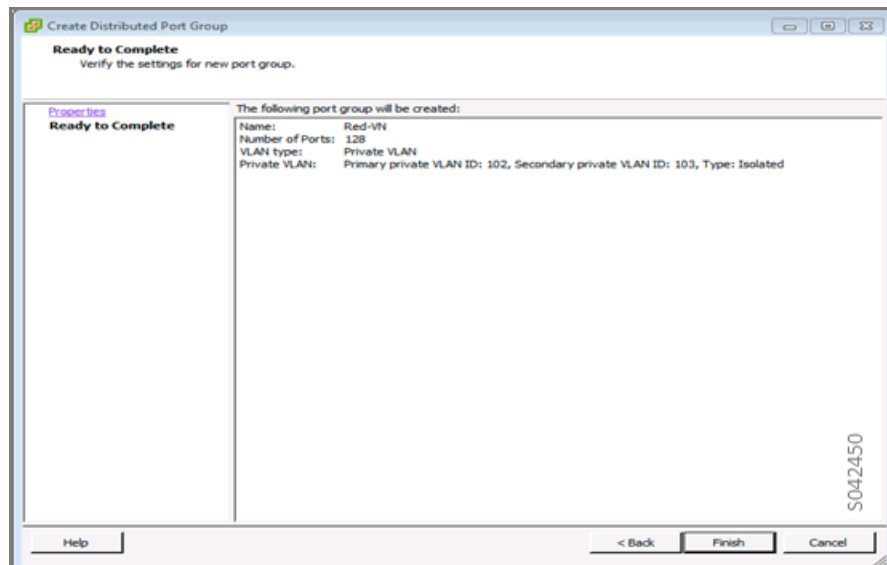 Create Distributed Port Group
Ready to Complete
Verify the settings for new port group.
Properties
Ready to Complete
The following port group will be created:
Name: Red-VN
Number of Ports: 128
VLAN type: Private VLAN
Private VLAN: Primary private VLAN ID: 102, Secondary private VLAN ID: 103, Type: Isolated
S042450
Help
< Back
Finish
Cancel